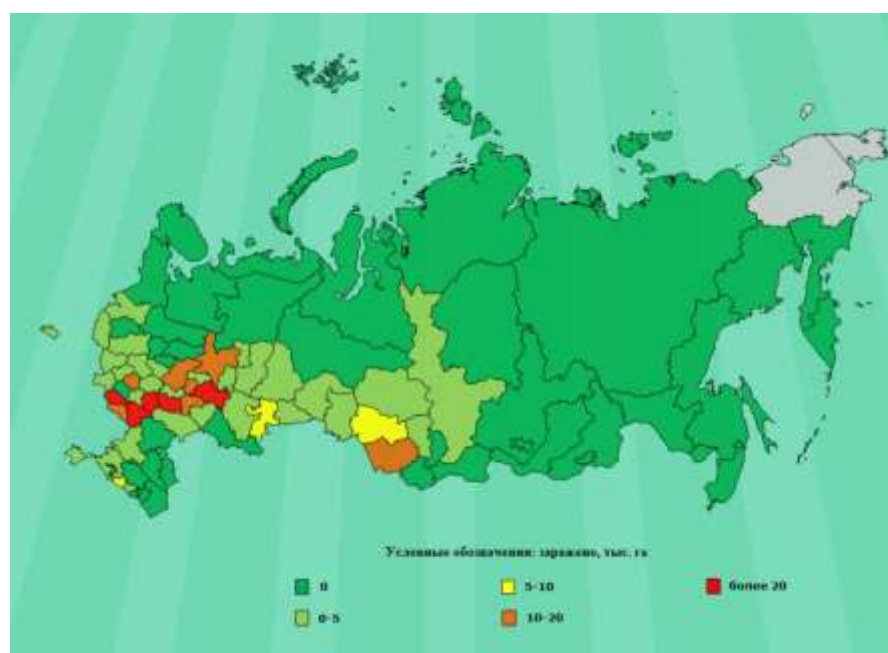 Условные обозначения: заражено, тыс. га
0
5-10
более 20
0-5
10-20